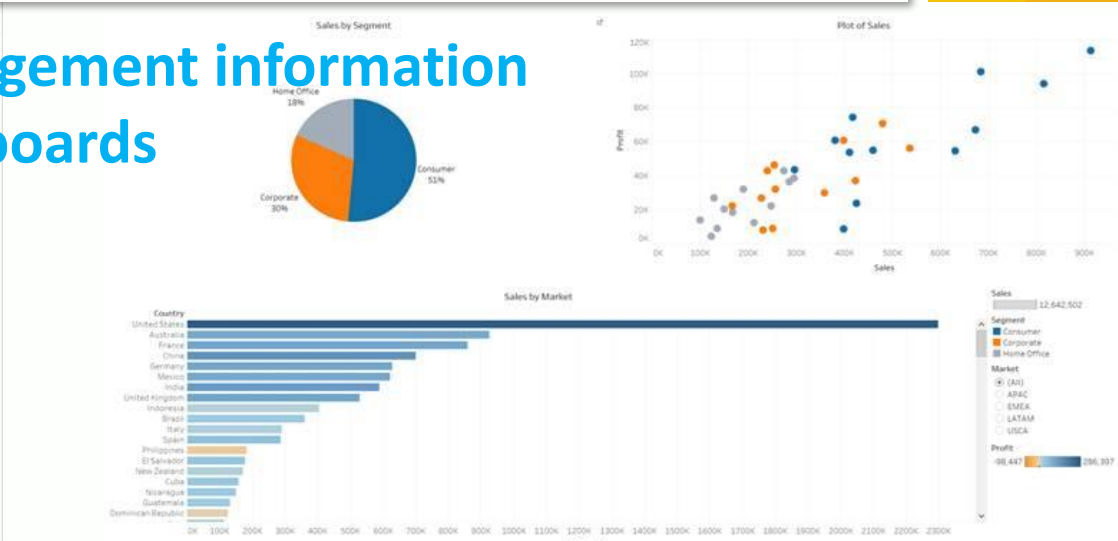 gement information
boards
Sales by Segment
Home Office
18%
Consumer
51%
Corporate
30%
Plot of Sales
Profit
120K
100K
80K
60K
40K
20K
0K
0K 100K 200K 300K 400K 500K 600K 700K 800K 900K
Sales
Sales by Market
Country
United States
Australia
France
China
Germany
Mexico
India
United Kingdom
Indonesia
Brazil
Italy
Spain
Philippines
El Salvador
New Zealand
Cuba
Nicaragua
Guatemala
Dominican Republic
0K 100K 200K 300K 400K 500K 600K 700K 800K 900K 1000K 1100K 1200K 1300K 1400K 1500K 1600K 1700K 1800K 1900K 2000K 2100K 2200K 2300K
Sales
12,642,502
Segment
Consumer
Corporate
Home Office
Market
(All)
APAC
EMEA
LATAM
USCA
Profit
-98,447 286,397